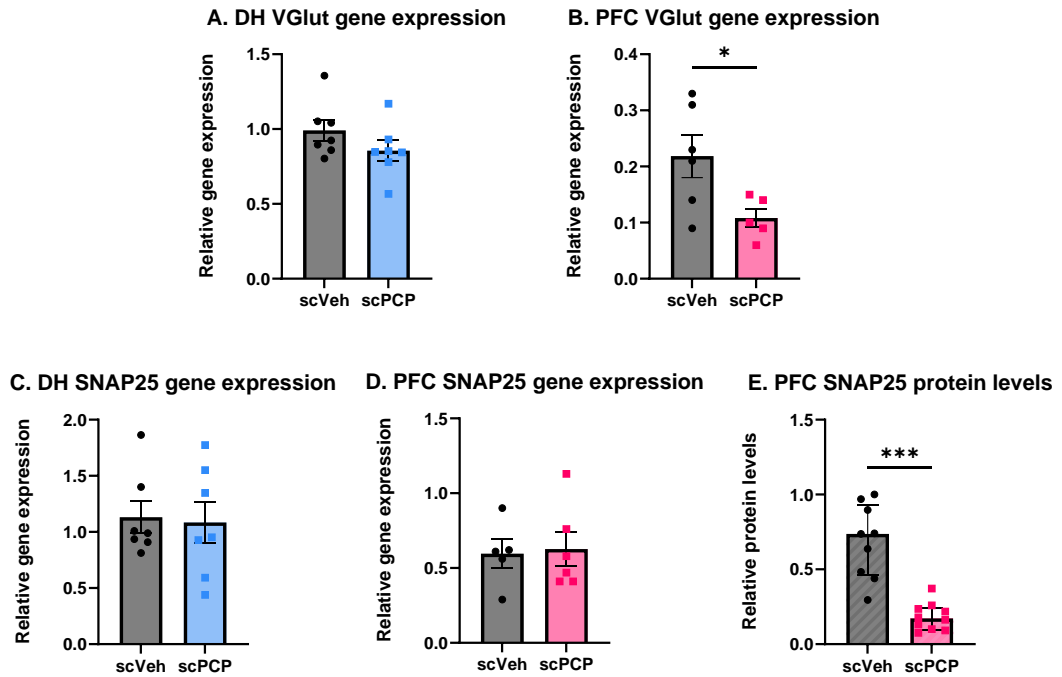 A. DH VGlut gene expression
Relative gene expression
1.5
1.0
0.5
0.0
scVeh scPCP
B. PFC VGlut gene expression
Relative gene expression
0.4
0.3
0.2
0.1
0.0
*
scVeh scPCP
C. DH SNAP25 gene expression
Relative gene expression
2.0
1.5
1.0
0.5
0.0
scVeh scPCP
D. PFC SNAP25 gene expression
Relative gene expression
1.5
1.0
0.5
0.0
scVeh scPCP
E. PFC SNAP25 protein levels
Relative protein levels
1.5
1.0
0.5
0.0
***
scVeh scPCP